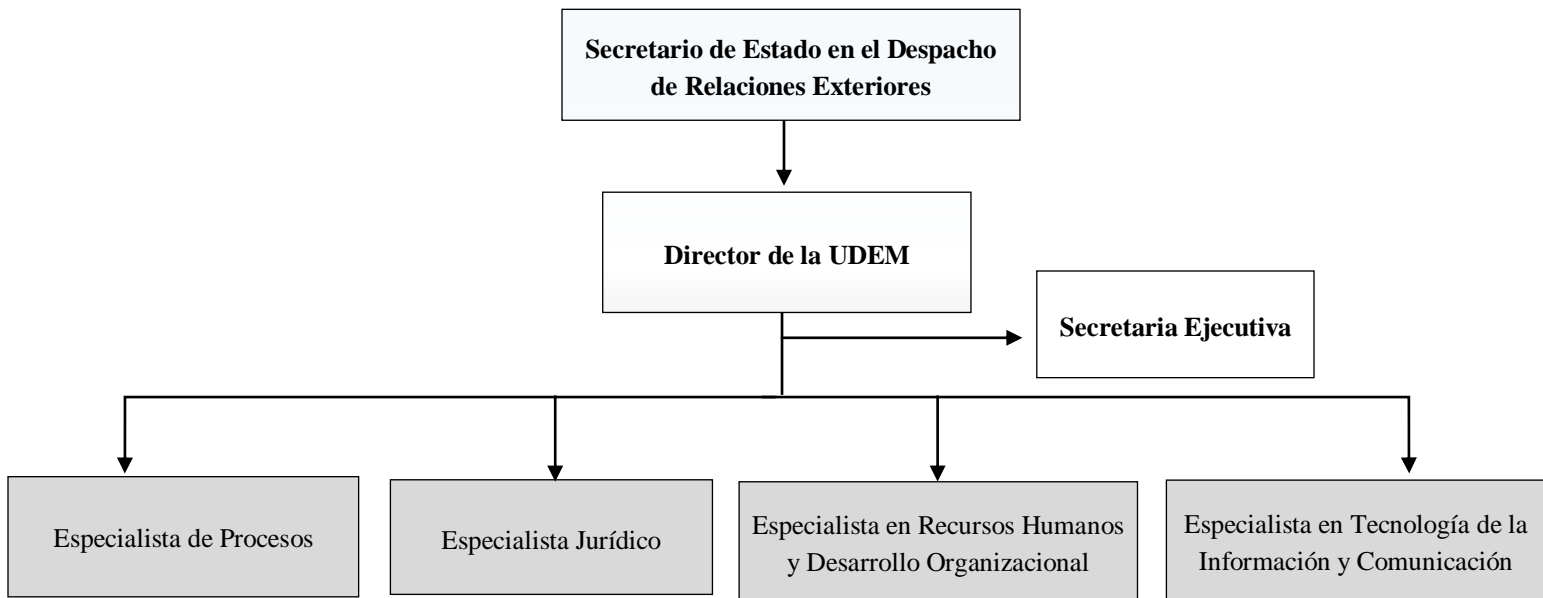 Secretario de Estado en el Despacho
de Relaciones Exteriores
Director de la UDEM
Secretaria Ejecutiva
Especialista de Procesos
Especialista Jurídico
Especialista en Recursos Humanos
y Desarrollo Organizacional
Especialista en Tecnología de la
Información y Comunicación